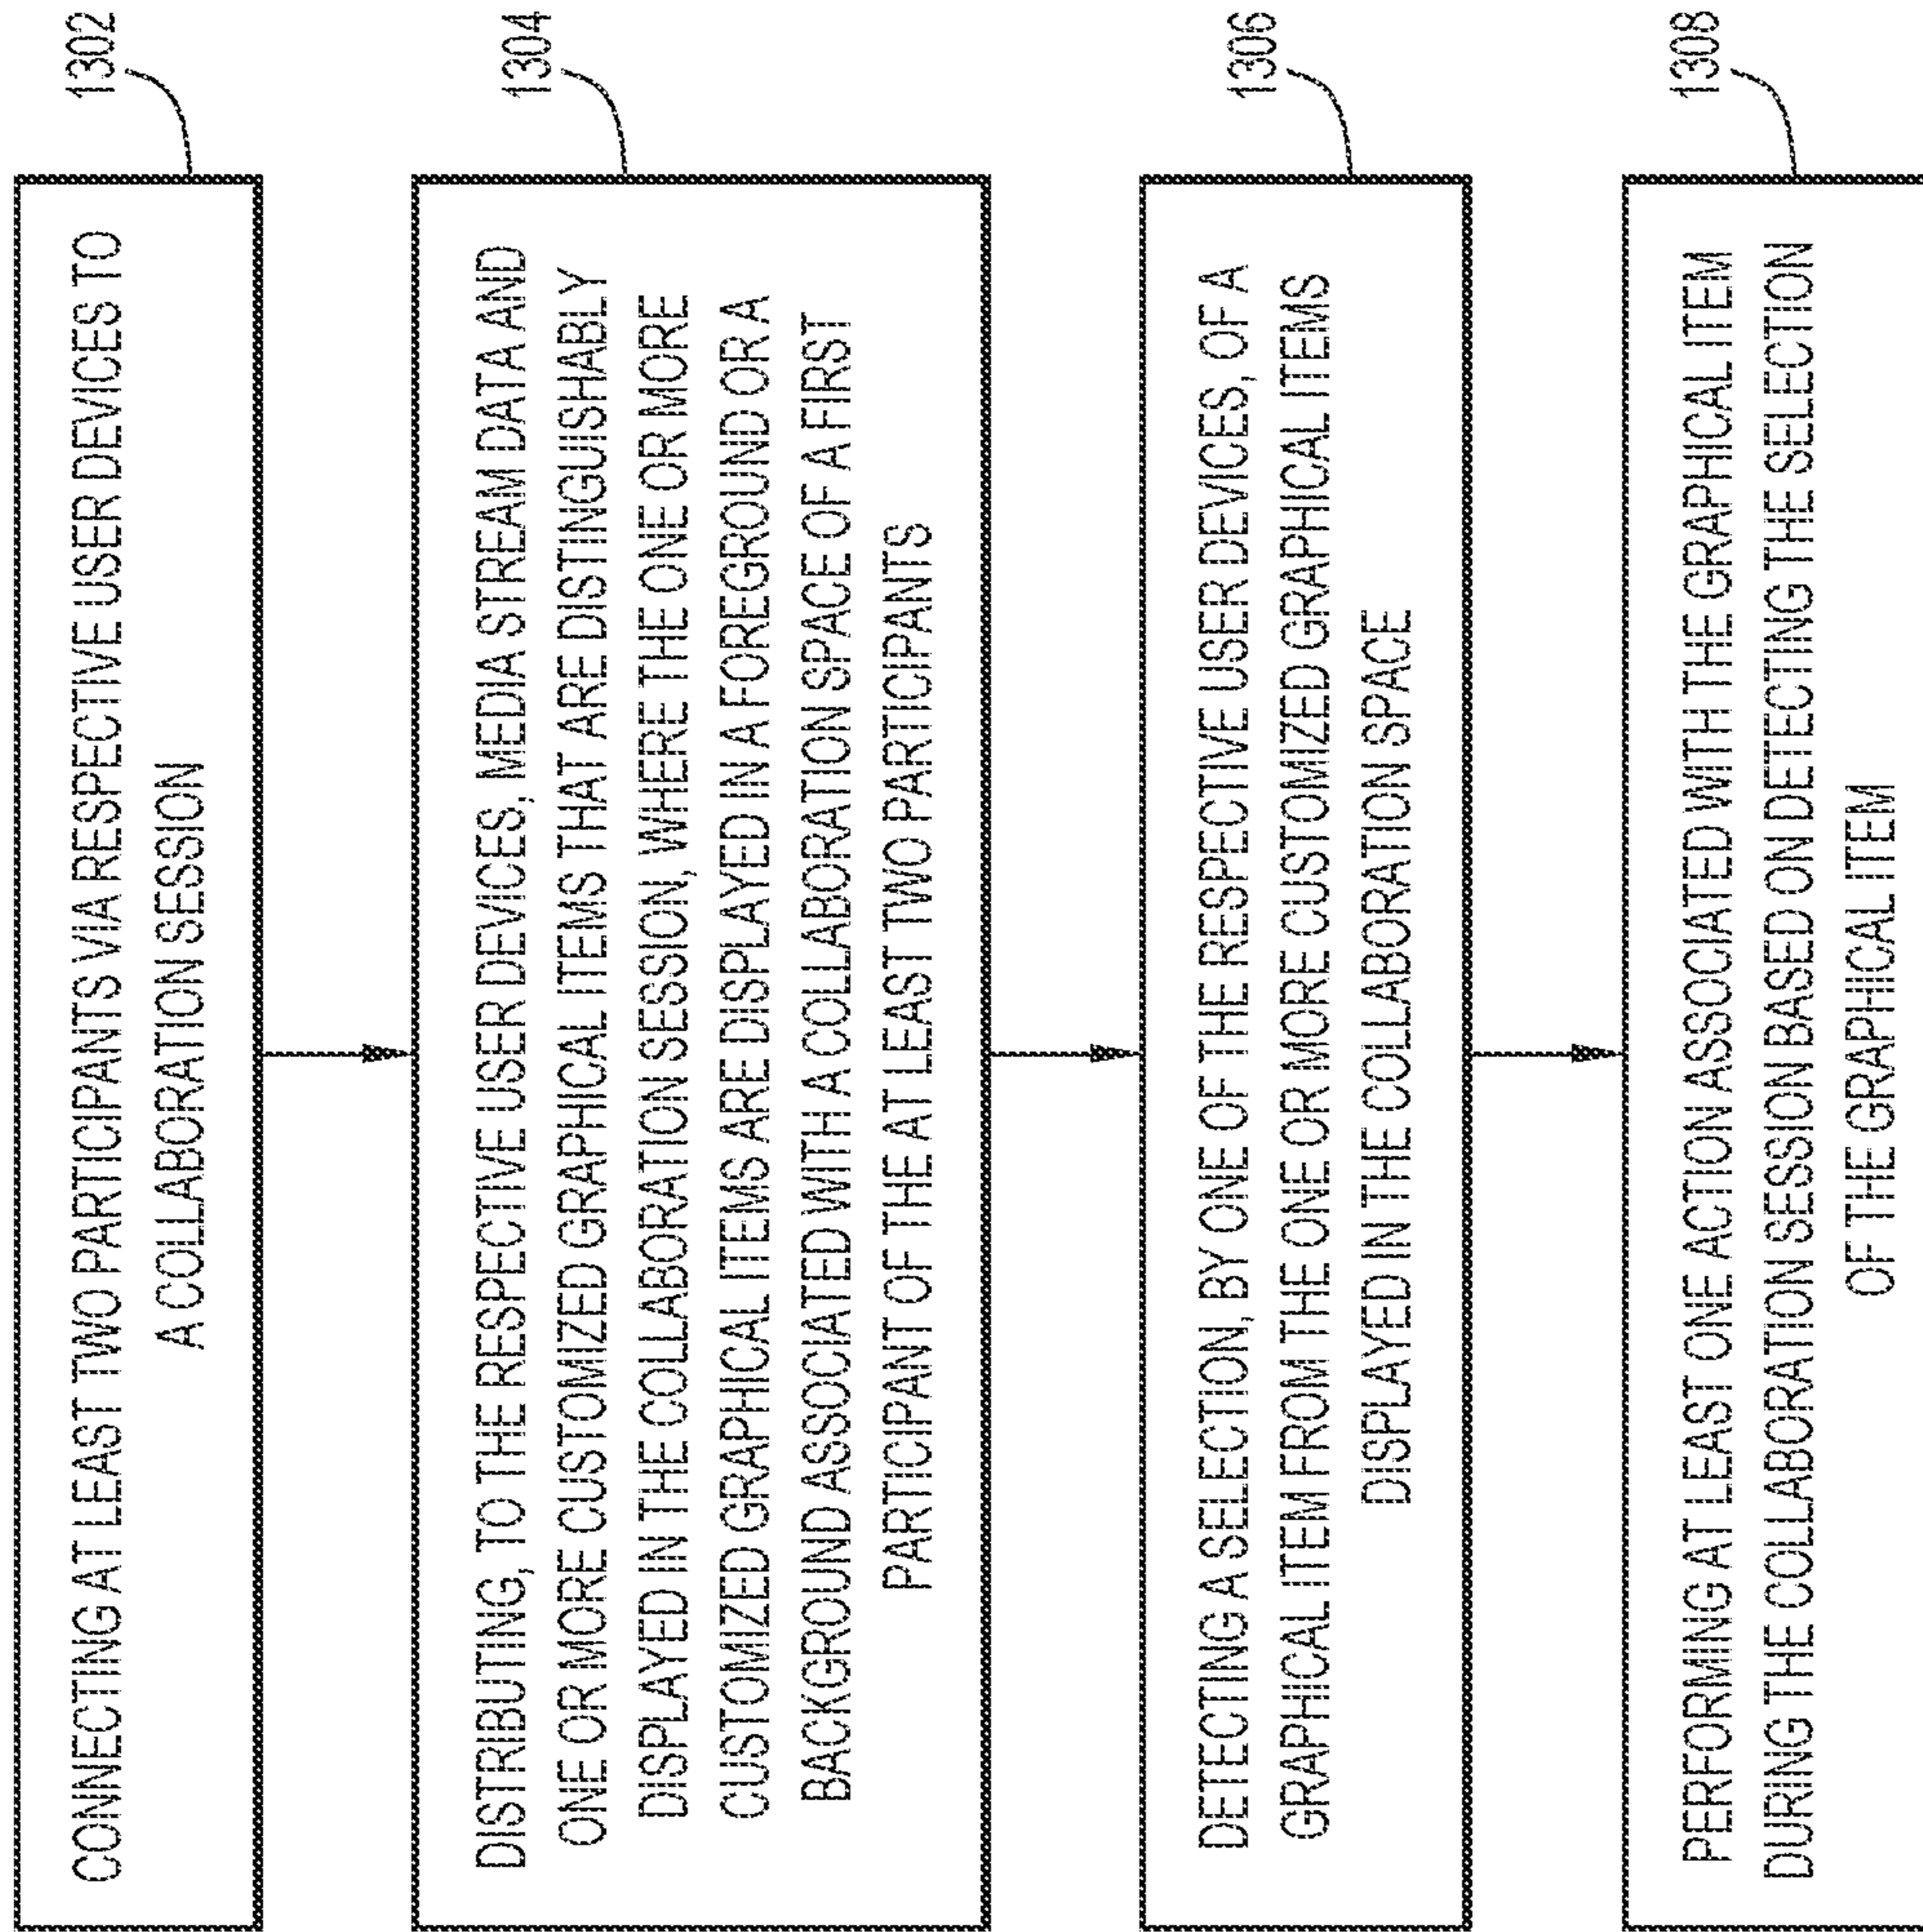 1302
CONNECTING AT LEAST TWO PARTICIPANTS VIA RESPECTIVE USER DEVICES TO
A COLLABORATION SESSION
1304
DISTRIBUTING, TO THE RESPECTIVE USER DEVICES, MEDIA STREAM DATA AND
ONE OR MORE CUSTOMIZED GRAPHICAL ITEMS THAT ARE DISTINGUISHABLY
DISPLAYED IN THE COLLABORATION SESSION, WHERE THE ONE OR MORE
CUSTOMIZED GRAPHICAL ITEMS ARE DISPLAYED IN A FOREGROUND OR A
BACKGROUND ASSOCIATED WITH A COLLABORATION SPACE OF A FIRST
PARTICIPANT OF THE AT LEAST TWO PARTICIPANTS
1306
DETECTING A SELECTION, BY ONE OF THE RESPECTIVE USER DEVICES, OF A
GRAPHICAL ITEM FROM THE ONE OR MORE CUSTOMIZED GRAPHICAL ITEMS
DISPLAYED IN THE COLLABORATION SPACE
1308
PERFORMING AT LEAST ONE ACTION ASSOCIATED WITH THE GRAPHICAL ITEM
DURING THE COLLABORATION SESSION BASED ON DETECTING THE SELECTION
OF THE GRAPHICAL ITEM